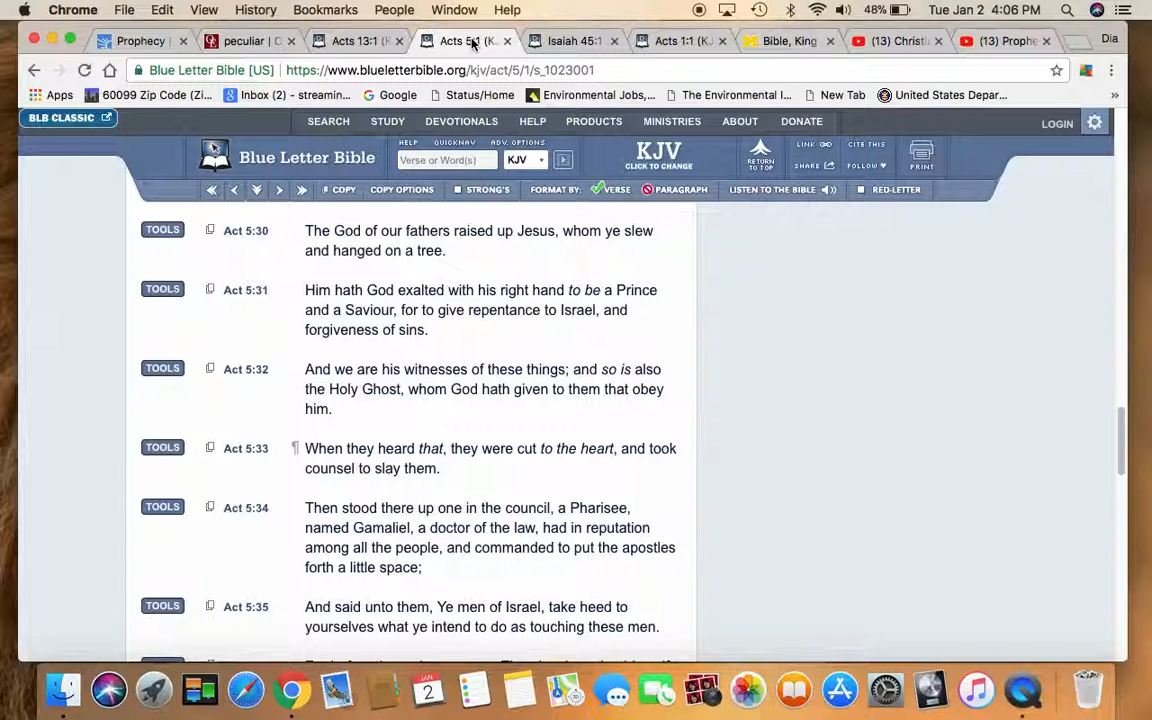 Chrome File Edit View History Bookmarks People Window Help 48% Tue Jan 2 4:06 PM
Prophecy | peculiar | O Acts 13:1 (K Acts 5:1 (K. Isaiah 45:1 Acts 1:1 (KJ Bible, King (13) Christi (13) Prophe Dia
Blue Letter Bible [US] https://www.blueletterbible.org/kjv/act/5/1/s_1023001
Apps 60099 Zip Code (Zi... Inbox (2) - streamin... Google Status/Home Environmental Jobs,... The Environmental I... New Tab United States Depar... »
BLB CLASSIC SEARCH STUDY DEVOTIONALS HELP PRODUCTS MINISTRIES ABOUT DONATE LOGIN
HELP QUICKNAV ADV. OPTIONS
Blue Letter Bible Verse or Word(s) KJV
KJV
CLICK TO CHANGE
RETURN TO TOP
LINK CITE THIS
SHARE FOLLOW PRINT
COPY COPY OPTIONS STRONG'S FORMAT BY: VERSE PARAGRAPH LISTEN TO THE BIBLE RED-LETTER
TOOLS Act 5:30 The God of our fathers raised up Jesus, whom ye slew
and hanged on a tree.
TOOLS Act 5:31 Him hath God exalted with his right hand to be a Prince
and a Saviour, for to give repentance to Israel, and
forgiveness of sins.
TOOLS Act 5:32 And we are his witnesses of these things; and so is also
the Holy Ghost, whom God hath given to them that obey
him.
TOOLS Act 5:33 ¶ When they heard that, they were cut to the heart, and took
counsel to slay them.
TOOLS Act 5:34 Then stood there up one in the council, a Pharisee,
named Gamaliel, a doctor of the law, had in reputation
among all the people, and commanded to put the apostles
forth a little space;
TOOLS Act 5:35 And said unto them, Ye men of Israel, take heed to
yourselves what ye intend to do as touching these men.
JAN
2